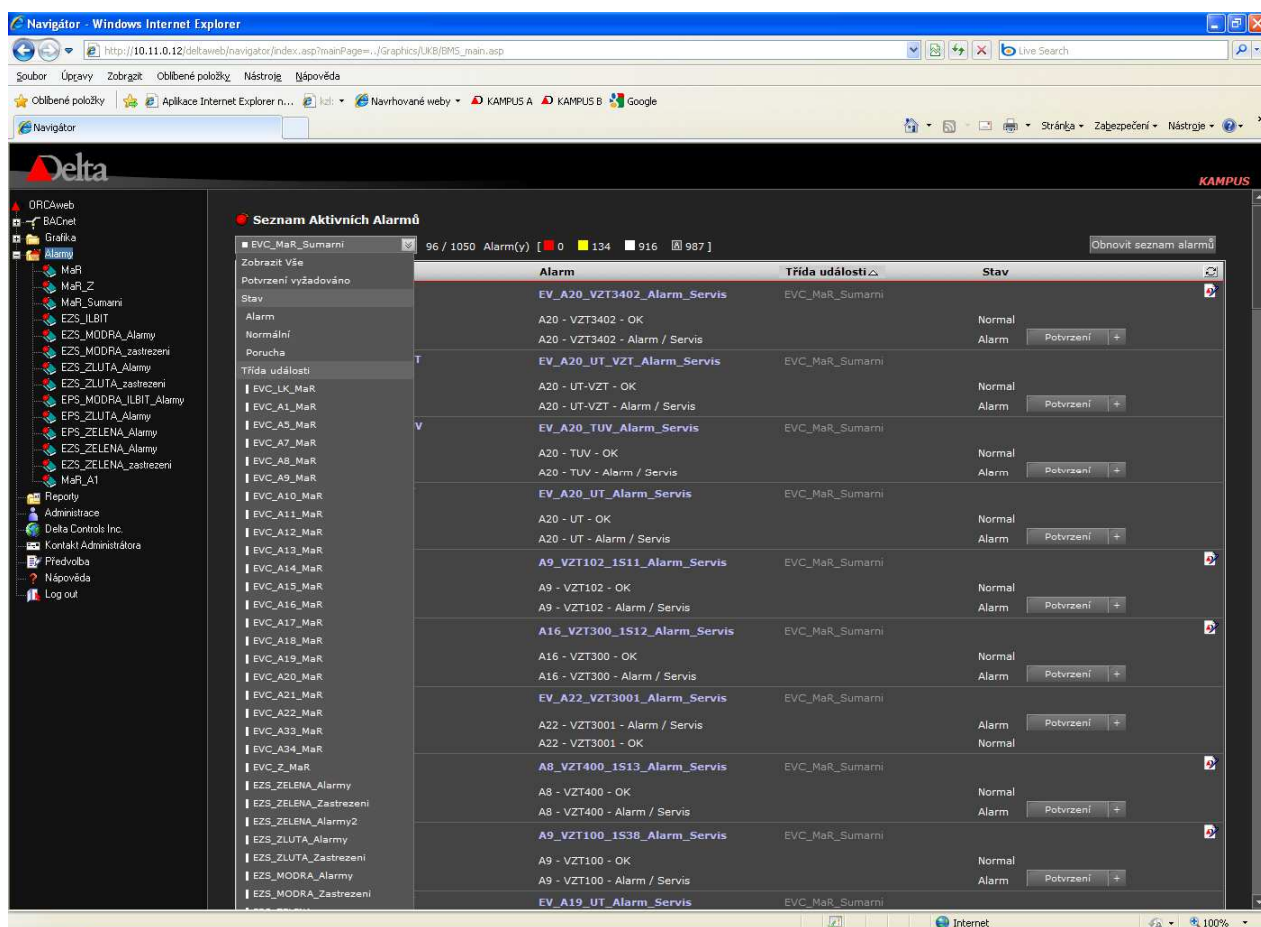 Navigátor - Windows Internet Explorer
http://10.11.0.12/deltaweb/navigator/index.asp?mainPage=../Graphics/UKB/BMS_main.asp
Live Search
Soubor Úpravy Zobrazit Oblíbené položky Nástroje Nápověda
Oblíbené položky Aplikace Internet Explorer n... Navrhované weby KAMPUS A KAMPUS B Google
Navigátor
Stránka Zabezpečení Nástroje
Delta
KAMPUS
ORCAweb
BACnet
Grafika
Alarmy
MaR
MaR_Z
MaR_Sumarni
EZS_ILBIT
EZS_MODRA_Alarmy
EZS_MODRA_zastrezeni
EZS_ZLUTA_Alarmy
EZS_ZLUTA_zastrezeni
EPS_MODRA_ILBIT_Alarmy
EPS_ZLUTA_Alarmy
EPS_ZELENA_Alarmy
EZS_ZELENA_Alarmy
EZS_ZELENA_zastrezeni
MaR_A1
Reporty
Administrace
Delta Controls Inc.
Kontakt Administrátora
Předvolba
Nápověda
Log out
Seznam Aktivních Alarmů
EVC_MaR_Sumarni 96 / 1050 Alarm(y) [ 0 134 916 A 987 ] Obnovit seznam alarmů
Zobrazit Vše
Potvrzení vyžadováno
Stav
Alarm
Normální
Porucha
Třída události
EVC_LK_MaR
EVC_A1_MaR
EVC_A5_MaR
EVC_A7_MaR
EVC_A8_MaR
EVC_A9_MaR
EVC_A10_MaR
EVC_A11_MaR
EVC_A12_MaR
EVC_A13_MaR
EVC_A14_MaR
EVC_A15_MaR
EVC_A16_MaR
EVC_A17_MaR
EVC_A18_MaR
EVC_A19_MaR
EVC_A20_MaR
EVC_A21_MaR
EVC_A22_MaR
EVC_A33_MaR
EVC_A34_MaR
EVC_Z_MaR
EZS_ZELENA_Alarmy
EZS_ZELENA_Zastrezeni
EZS_ZELENA_Alarmy2
EZS_ZLUTA_Alarmy
EZS_ZLUTA_Zastrezeni
EZS_MODRA_Alarmy
EZS_MODRA_Zastrezeni
Alarm Třída události Stav
EV_A20_VZT3402_Alarm_Servis EVC_MaR_Sumarni
A20 - VZT3402 - OK Normal
A20 - VZT3402 - Alarm / Servis Alarm Potvrzení +
T EV_A20_UT_VZT_Alarm_Servis EVC_MaR_Sumarni
A20 - UT-VZT - OK Normal
A20 - UT-VZT - Alarm / Servis Alarm Potvrzení +
V EV_A20_TUV_Alarm_Servis EVC_MaR_Sumarni
A20 - TUV - OK Normal
A20 - TUV - Alarm / Servis Alarm Potvrzení +
EV_A20_UT_Alarm_Servis EVC_MaR_Sumarni
A20 - UT - OK Normal
A20 - UT - Alarm / Servis Alarm Potvrzení +
A9_VZT102_1S11_Alarm_Servis EVC_MaR_Sumarni
A9 - VZT102 - OK Normal
A9 - VZT102 - Alarm / Servis Alarm Potvrzení +
A16_VZT300_1S12_Alarm_Servis EVC_MaR_Sumarni
A16 - VZT300 - OK Normal
A16 - VZT300 - Alarm / Servis Alarm Potvrzení +
EV_A22_VZT3001_Alarm_Servis EVC_MaR_Sumarni
A22 - VZT3001 - Alarm / Servis Alarm Potvrzení +
A22 - VZT3001 - OK Normal
A8_VZT400_1S13_Alarm_Servis EVC_MaR_Sumarni
A8 - VZT400 - OK Normal
A8 - VZT400 - Alarm / Servis Alarm Potvrzení +
A9_VZT100_1S38_Alarm_Servis EVC_MaR_Sumarni
A9 - VZT100 - OK Normal
A9 - VZT100 - Alarm / Servis Alarm Potvrzení +
EV_A19_UT_Alarm_Servis EVC_MaR_Sumarni
Internet 100%